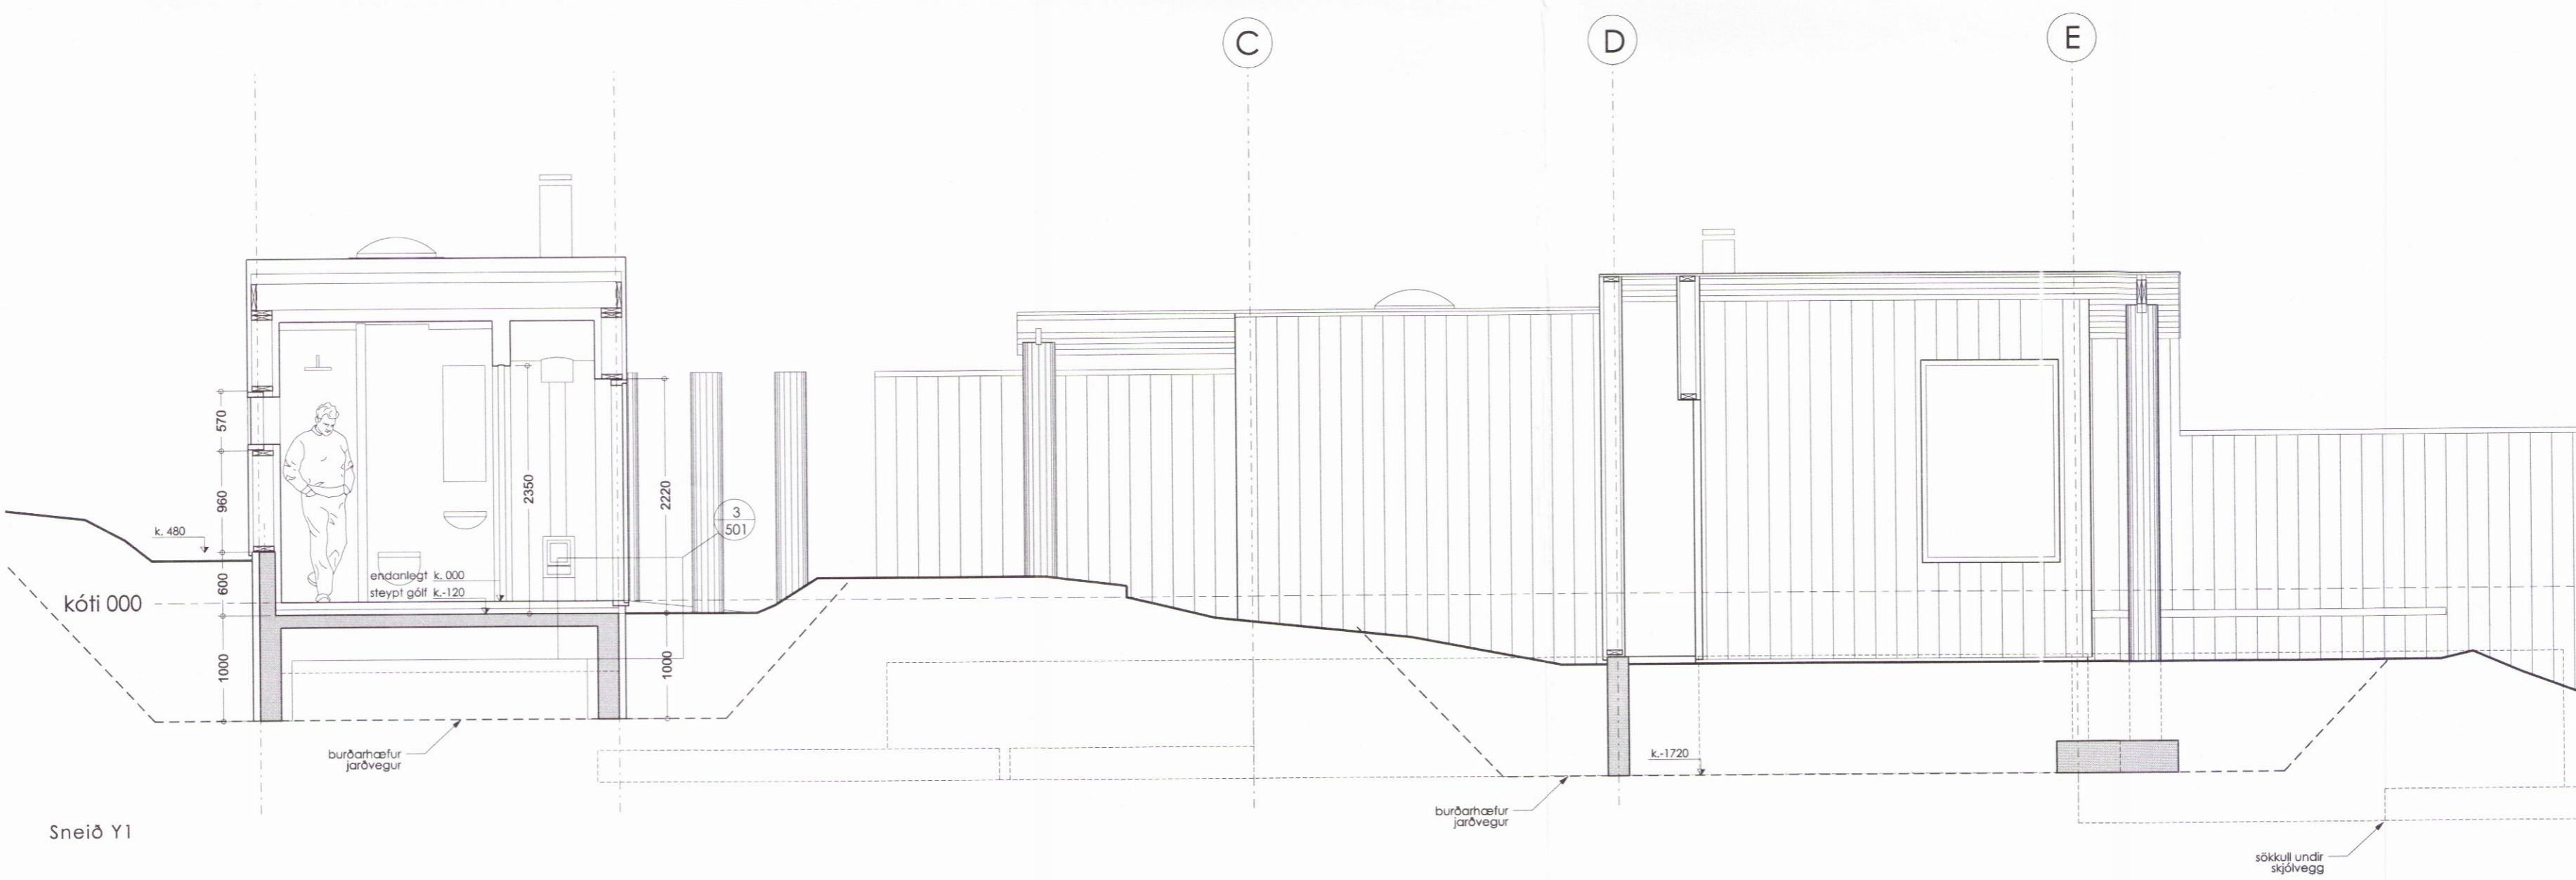 C
D
E
570
960
600
1000
k. 480
kóti 000
endanlegt k. 000
steypt gólf k.-120
2350
2220
1000
3
501
burðarhæfur
jarðvegur
k.-1720
burðarhæfur
jarðvegur
sökkull undir
skjólvegg
Sneið Y1